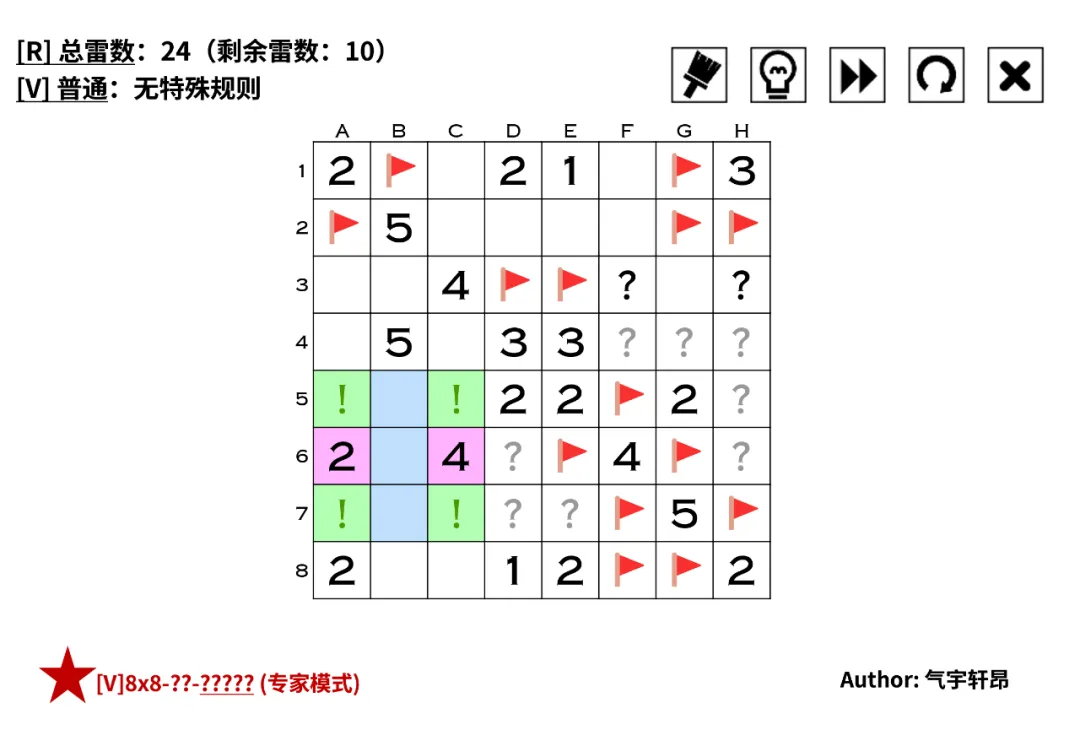 [R] 总雷数：24（剩余雷数：10）
[V] 普通：无特殊规则
A B C D E F G H
1 2 2 1 3
2 5
3 4 ? ?
4 5 3 3 ? ? ?
5 ! ! 2 2 2 ?
6 2 4 ? 4 ?
7 ! ! ? ? 5
8 2 1 2 2
[V]8x8-??-????? (专家模式)
Author: 气宇轩昂